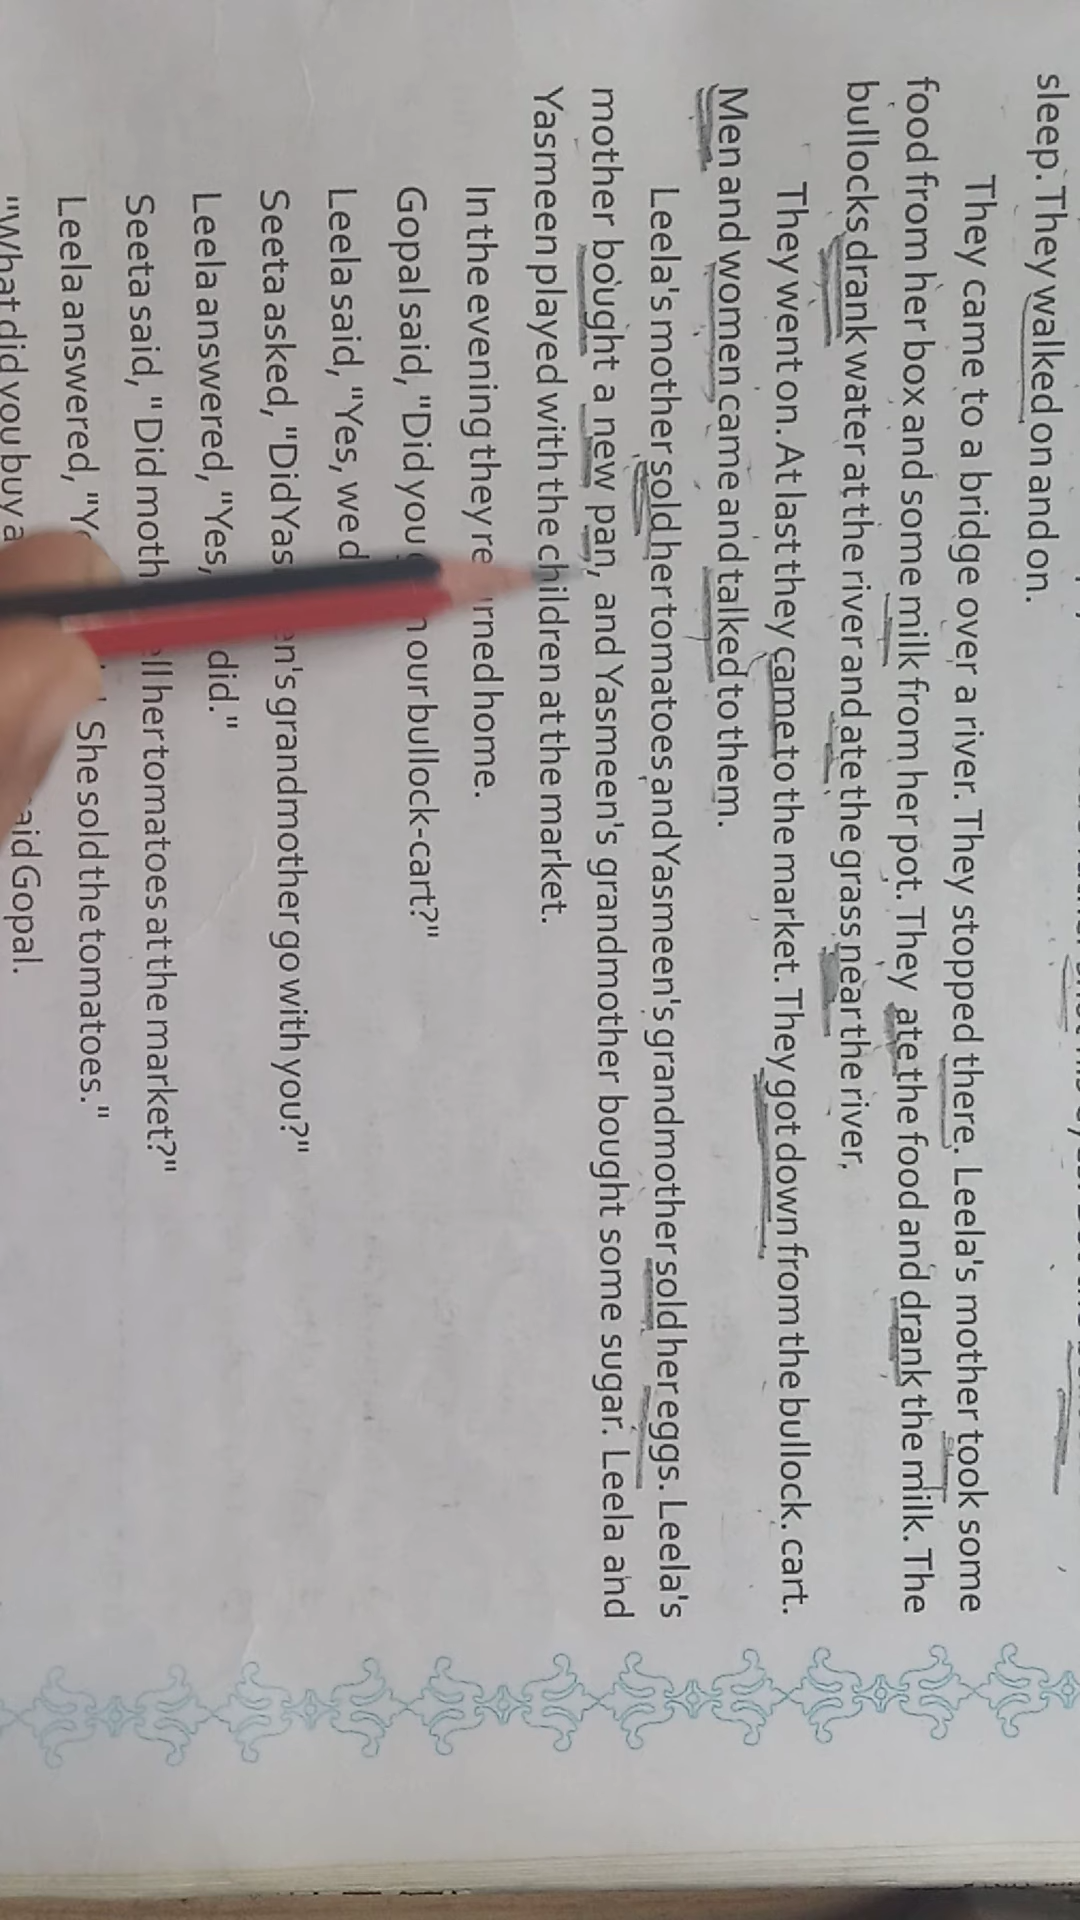 sleep. They walked on and on.
They came to a bridge over a river. They stopped there. Leela's mother took some
food from her box and some milk from her pot. They ate the food and drank the milk. The
bullocks drank water at the river and ate the grass near the river,
They went on. At last they came to the market. They got down from the bullock. cart.
Men and women came and talked to them.
Leela's mother sold her tomatoes and Yasmeen's grandmother sold her eggs. Leela's
mother bought a new pan, and Yasmeen's grandmother bought some sugar. Leela and
Yasmeen played with the children at the market.
In the evening they re rned home.
Gopal said, "Did you our bullock-cart?"
Leela said, "Yes, we d
Seeta asked, "Did Yas en's grandmother go with you?"
Leela answered, "Yes, did."
Seeta said, "Did moth ll her tomatoes at the market?"
Leela answered, "Y She sold the tomatoes."
"What did you buy a aid Gopal.